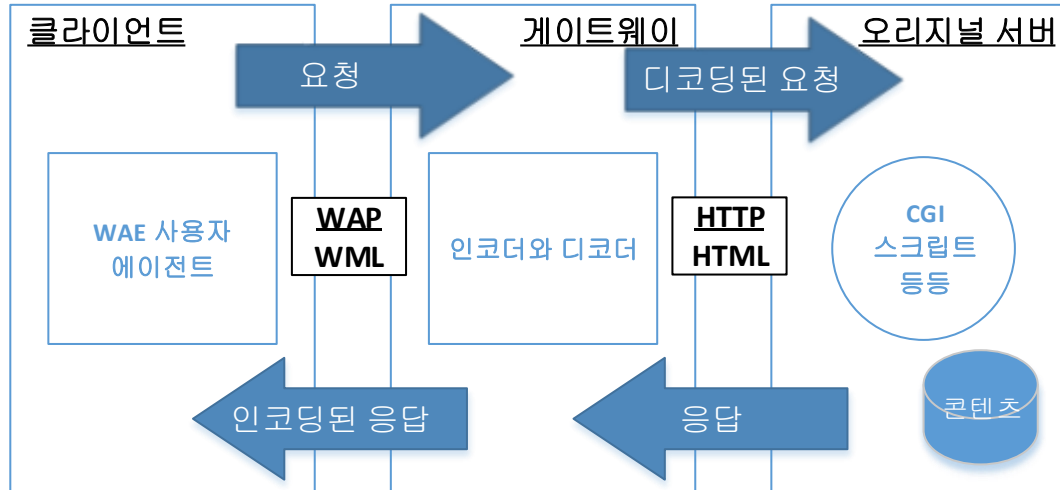 클라이언트
게이트웨이
오리지널 서버
요청
디코딩된 요청
WAE 사용자
에이전트
WAP
WML
인코더와 디코더
HTTP
HTML
CGI
스크립트
등등
인코딩된 응답
응답
콘텐츠